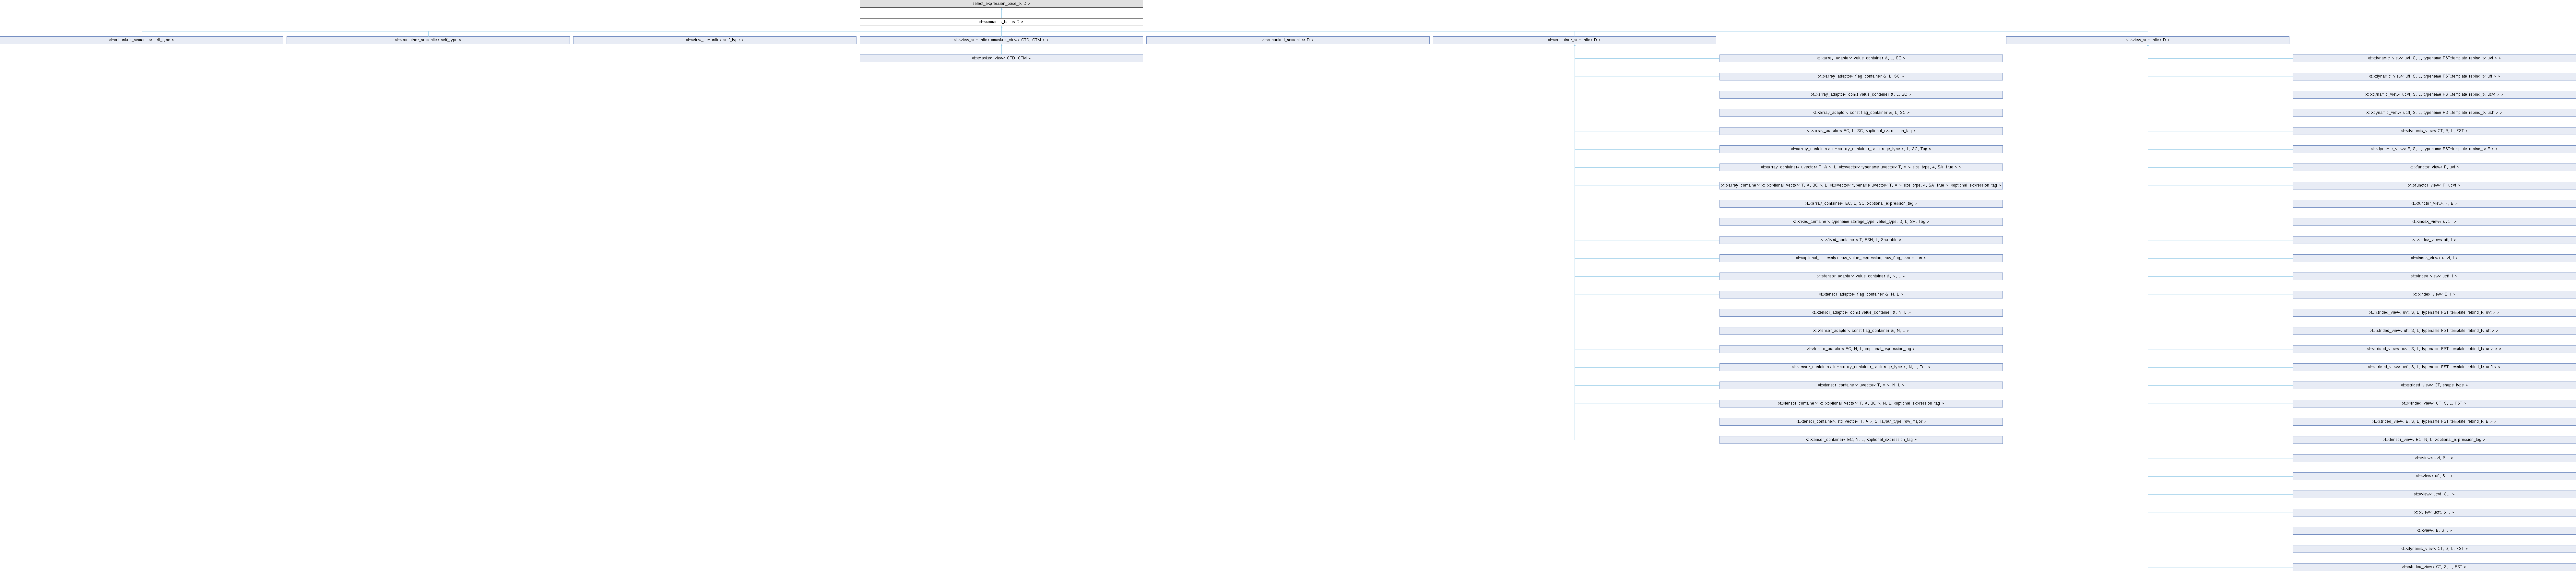 select_expression_base_t< D >
xt::xsemantic_base< D >
xt::xchunked_semantic< self_type >
xt::xcontainer_semantic< self_type >
xt::xview_semantic< self_type >
xt::xview_semantic< xmasked_view< CTD, CTM > >
xt::xchunked_semantic< D >
xt::xcontainer_semantic< D >
xt::xview_semantic< D >
xt::xmasked_view< CTD, CTM >
xt::xarray_adaptor< value_container &, L, SC >
xt::xarray_adaptor< flag_container &, L, SC >
xt::xarray_adaptor< const value_container &, L, SC >
xt::xarray_adaptor< const flag_container &, L, SC >
xt::xarray_adaptor< EC, L, SC, xoptional_expression_tag >
xt::xarray_container< temporary_container_t< storage_type >, L, SC, Tag >
xt::xarray_container< uvector< T, A >, L, xt::svector< typename uvector< T, A >::size_type, 4, SA, true > >
xt::xarray_container< xtl::xoptional_vector< T, A, BC >, L, xt::svector< typename uvector< T, A >::size_type, 4, SA, true >, xoptional_expression_tag >
xt::xarray_container< EC, L, SC, xoptional_expression_tag >
xt::xfixed_container< typename storage_type::value_type, S, L, SH, Tag >
xt::xfixed_container< T, FSH, L, Sharable >
xt::xoptional_assembly< raw_value_expression, raw_flag_expression >
xt::xtensor_adaptor< value_container &, N, L >
xt::xtensor_adaptor< flag_container &, N, L >
xt::xtensor_adaptor< const value_container &, N, L >
xt::xtensor_adaptor< const flag_container &, N, L >
xt::xtensor_adaptor< EC, N, L, xoptional_expression_tag >
xt::xtensor_container< temporary_container_t< storage_type >, N, L, Tag >
xt::xtensor_container< uvector< T, A >, N, L >
xt::xtensor_container< xtl::xoptional_vector< T, A, BC >, N, L, xoptional_expression_tag >
xt::xtensor_container< std::vector< T, A >, 2, layout_type::row_major >
xt::xtensor_container< EC, N, L, xoptional_expression_tag >
xt::xdynamic_view< uvt, S, L, typename FST::template rebind_t< uvt > >
xt::xdynamic_view< uft, S, L, typename FST::template rebind_t< uft > >
xt::xdynamic_view< ucvt, S, L, typename FST::template rebind_t< ucvt > >
xt::xdynamic_view< ucft, S, L, typename FST::template rebind_t< ucft > >
xt::xdynamic_view< CT, S, L, FST >
xt::xdynamic_view< E, S, L, typename FST::template rebind_t< E > >
xt::xfunctor_view< F, uvt >
xt::xfunctor_view< F, ucvt >
xt::xfunctor_view< F, E >
xt::xindex_view< uvt, I >
xt::xindex_view< uft, I >
xt::xindex_view< ucvt, I >
xt::xindex_view< ucft, I >
xt::xindex_view< E, I >
xt::xstrided_view< uvt, S, L, typename FST::template rebind_t< uvt > >
xt::xstrided_view< uft, S, L, typename FST::template rebind_t< uft > >
xt::xstrided_view< ucvt, S, L, typename FST::template rebind_t< ucvt > >
xt::xstrided_view< ucft, S, L, typename FST::template rebind_t< ucft > >
xt::xstrided_view< CT, shape_type >
xt::xstrided_view< CT, S, L, FST >
xt::xstrided_view< E, S, L, typename FST::template rebind_t< E > >
xt::xtensor_view< EC, N, L, xoptional_expression_tag >
xt::xview< uvt, S... >
xt::xview< uft, S... >
xt::xview< ucvt, S... >
xt::xview< ucft, S... >
xt::xview< E, S... >
xt::xdynamic_view< CT, S, L, FST >
xt::xstrided_view< CT, S, L, FST >